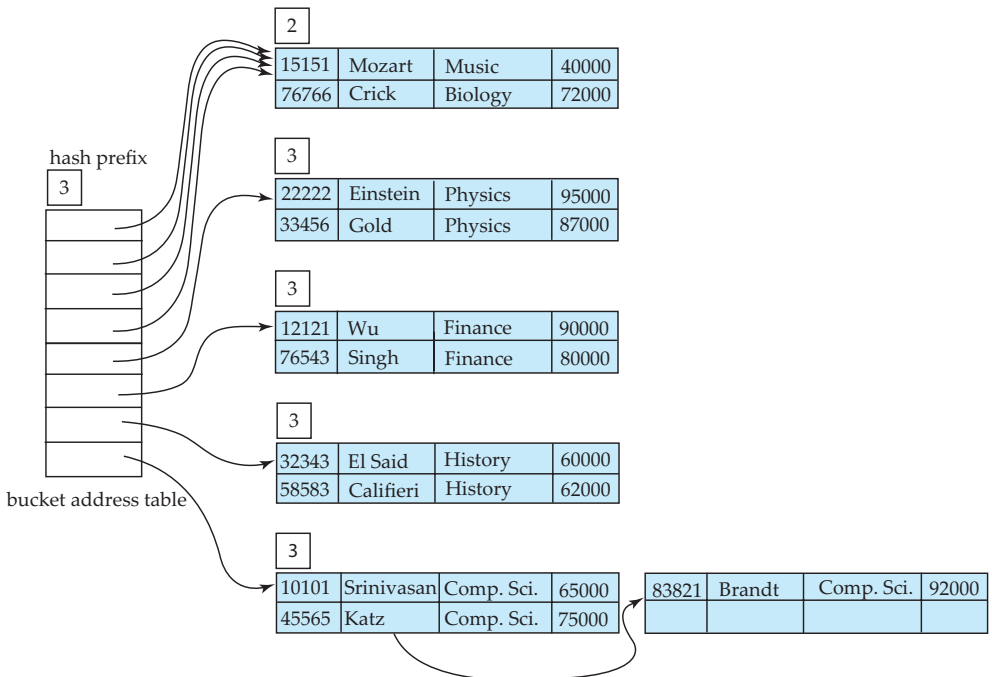 2
15151 Mozart Music 40000
76766 Crick Biology 72000
hash prefix
3
3
22222 Einstein Physics 95000
33456 Gold Physics 87000
3
12121 Wu Finance 90000
76543 Singh Finance 80000
3
32343 El Said History 60000
58583 Califieri History 62000
bucket address table
3
10101 Srinivasan Comp. Sci. 65000
45565 Katz Comp. Sci. 75000
83821 Brandt Comp. Sci. 92000